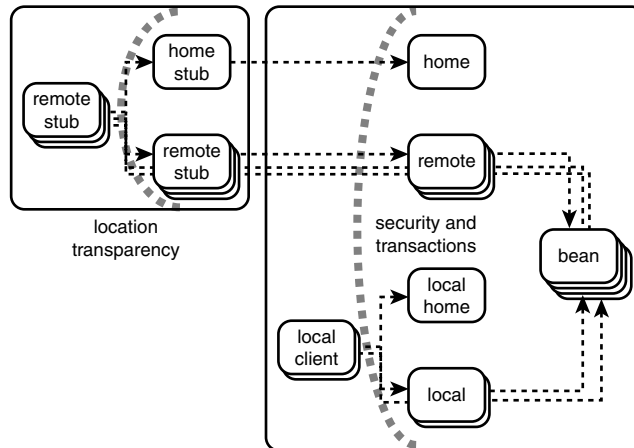 home
stub
home
remote
stub
remote
stub
remote
location
transparency
security and
transactions
bean
local
home
local
client
local